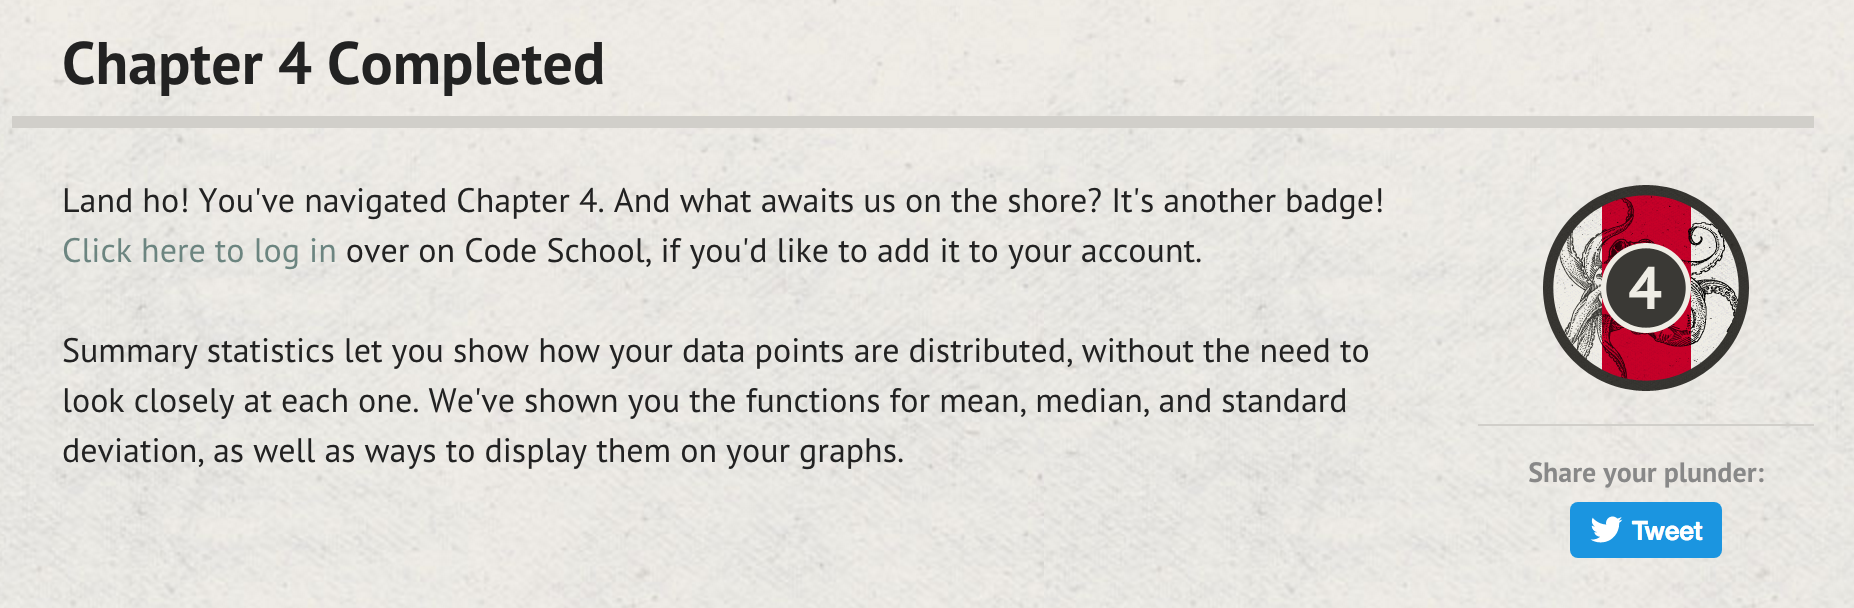 Chapter 4 Completed
Land ho! You've navigated Chapter 4. And what awaits us on the shore? It's another badge!
Click here to log in over on Code School, if you'd like to add it to your account.
Summary statistics let you show how your data points are distributed, without the need to
look closely at each one. We've shown you the functions for mean, median, and standard
deviation, as well as ways to display them on your graphs.
4
Share your plunder:
Tweet